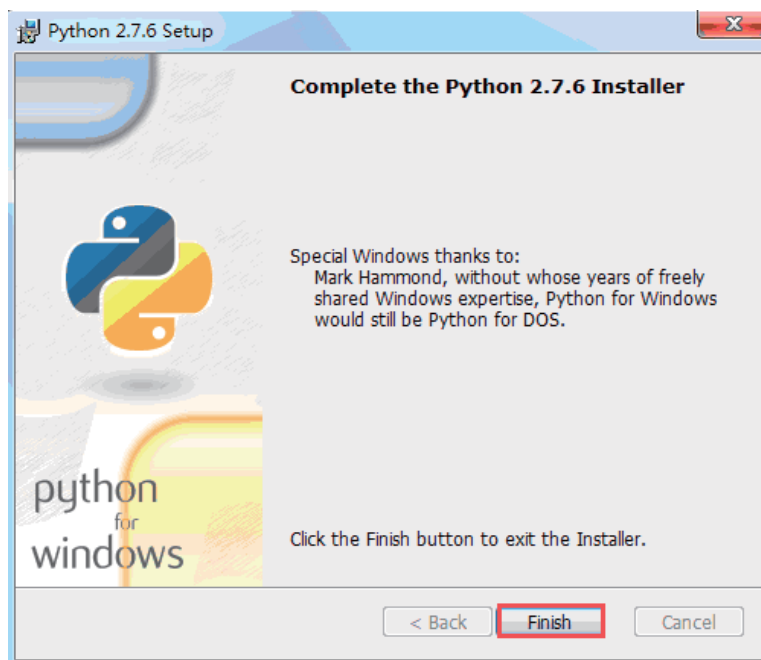 Python 2.7.6 Setup
Complete the Python 2.7.6 Installer
Special Windows thanks to:
Mark Hammond, without whose years of freely
shared Windows expertise, Python for Windows
would still be Python for DOS.
python
for
windows
Click the Finish button to exit the Installer.
< Back
Finish
Cancel